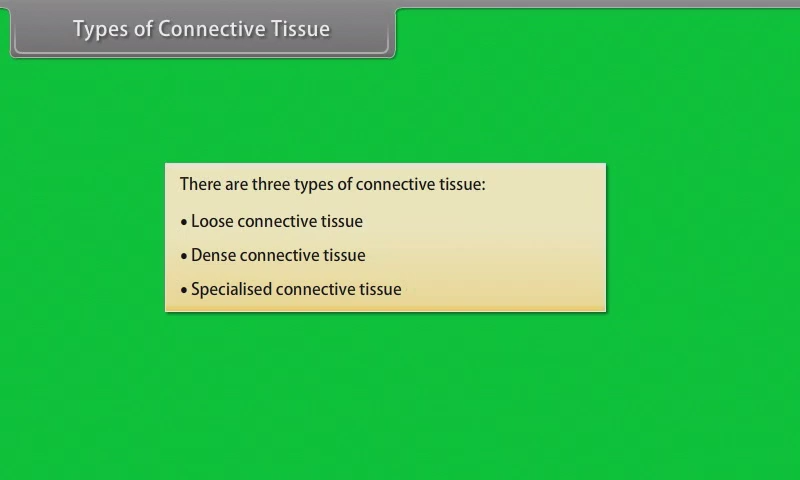 Types of Connective Tissue
There are three types of connective tissue:
• Loose connective tissue
• Dense connective tissue
• Specialised connective tissue